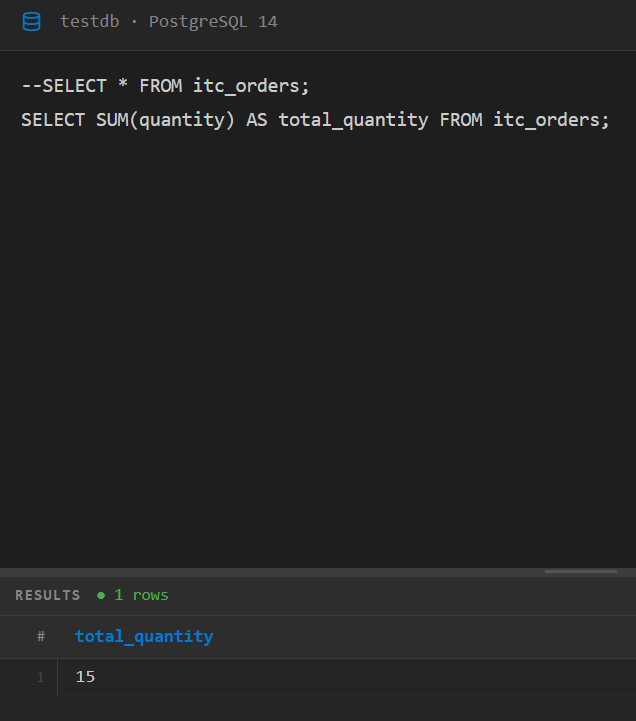 testdb · PostgreSQL 14
--SELECT * FROM itc_orders;
SELECT SUM(quantity) AS total_quantity FROM itc_orders;
RESULTS ● 1 rows
# total_quantity
1 15